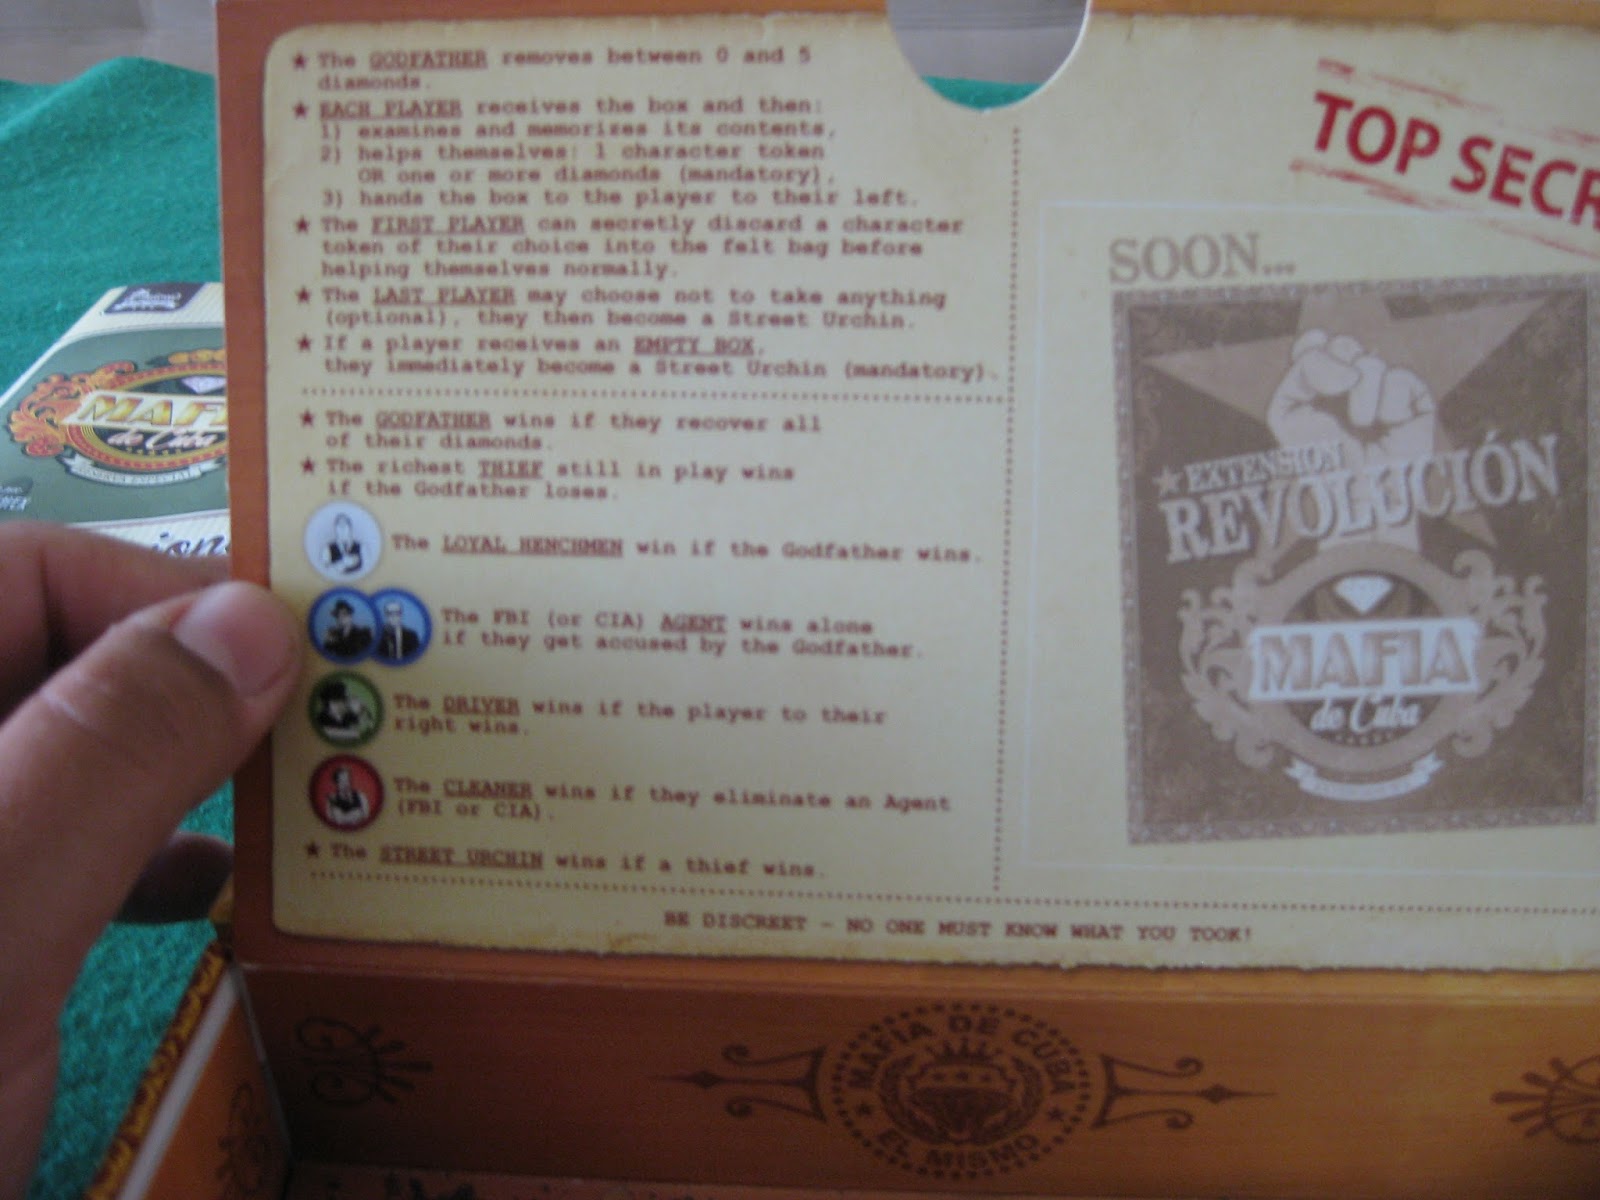 ★ The GODFATHER removes between 0 and 5
diamonds.
★ EACH PLAYER receives the box and then:
1) examines and memorizes its contents,
2) helps themselves: 1 character token
OR one or more diamonds (mandatory),
3) hands the box to the player to their left.
★ The FIRST PLAYER can secretly discard a character
token of their choice into the felt bag before
helping themselves normally.
★ The LAST PLAYER may choose not to take anything
(optional), they then become a Street Urchin.
★ If a player receives an EMPTY BOX,
they immediately become a Street Urchin (mandatory).
★ The GODFATHER wins if they recover all
of their diamonds.
★ The richest THIEF still in play wins
if the Godfather loses.
The LOYAL HENCHMEN win if the Godfather wins.
The FBI (or CIA) AGENT wins alone
if they get accused by the Godfather.
The DRIVER wins if the player to their
right wins.
The CLEANER wins if they eliminate an Agent
(FBI or CIA).
★ The STREET URCHIN wins if a thief wins.
BE DISCREET - NO ONE MUST KNOW WHAT YOU TOOK!
TOP SECR
SOON...
★ EXTENSION
REVOLUCIÓN
MAFIA
de Cuba
MAFI
de Cuba
MAFIA DE CUBA
★ EL MISMO ★